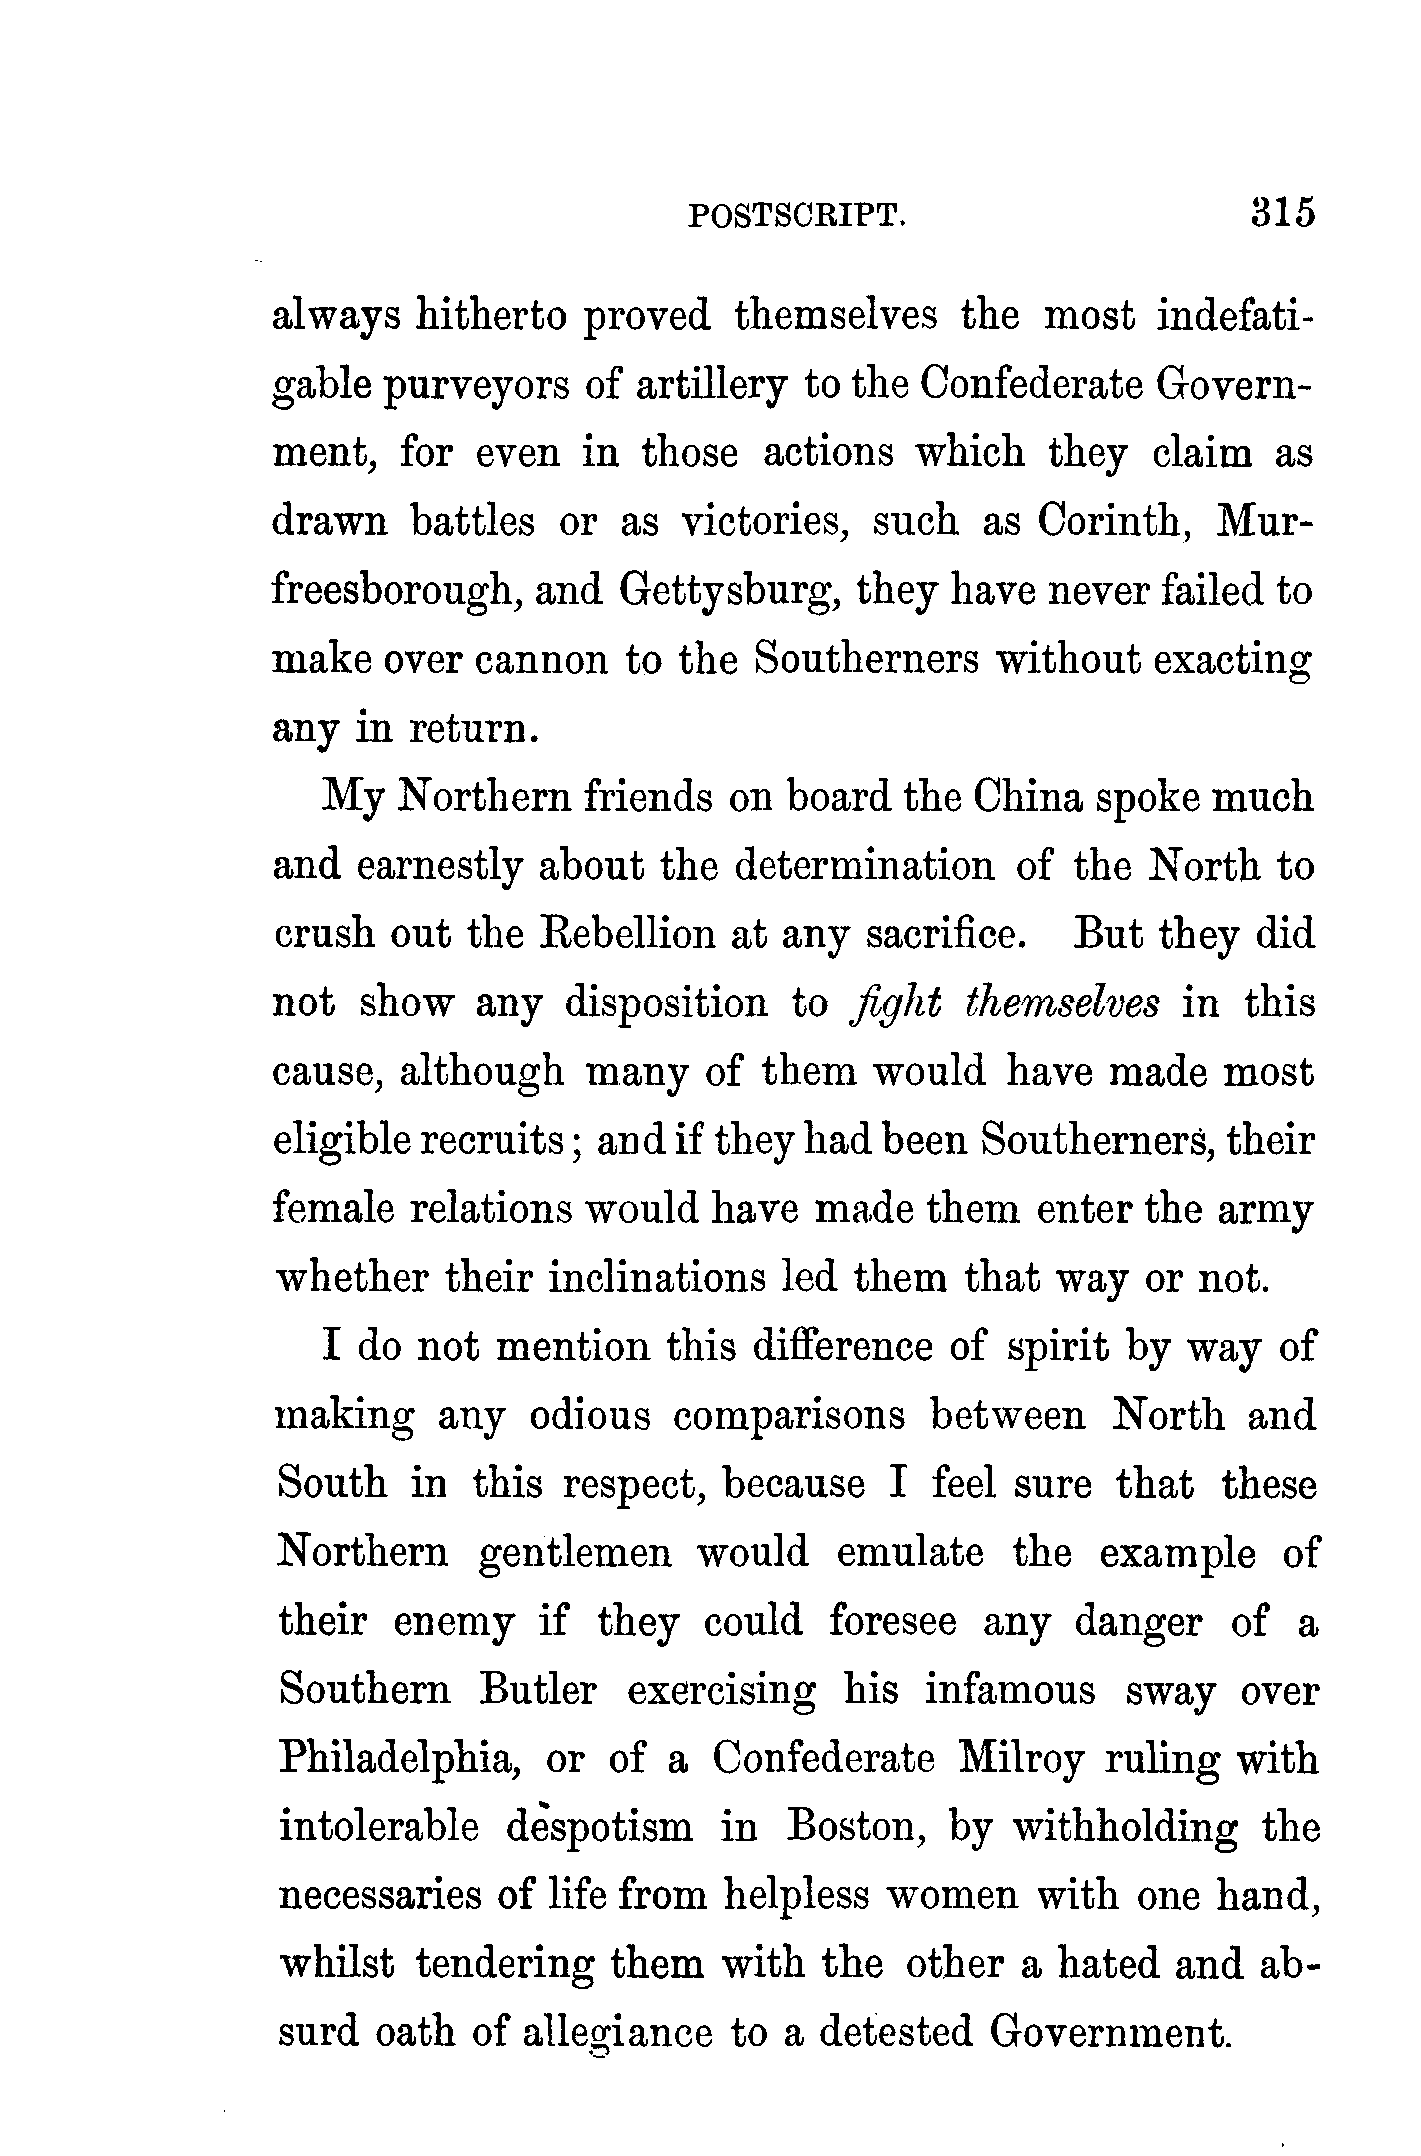 POSTSCRIPT. 315
always hitherto proved themselves the most indefati-
gable purveyors of artillery to the Confederate Govern-
ment, for even in those actions which they claim as
drawn battles or as victories, such as Corinth, Mur-
freesborough, and Gettysburg, they have never failed to
make over cannon to the Southerners without exacting
any in return.
My Northern friends on board the China spoke much
and earnestly about the determination of the North to
crush out the Rebellion at any sacrifice. But they did
not show any disposition to fight themselves in this
cause, although many of them would have made most
eligible recruits; and if they had been Southerners, their
female relations would have made them enter the army
whether their inclinations led them that way or not.
I do not mention this difference of spirit by way of
making any odious comparisons between North and
South in this respect, because I feel sure that these
Northern gentlemen would emulate the example of
their enemy if they could foresee any danger of a
Southern Butler exercising his infamous sway over
Philadelphia, or of a Confederate Milroy ruling with
intolerable despotism in Boston, by withholding the
necessaries of life from helpless women with one hand,
whilst tendering them with the other a hated and ab-
surd oath of allegiance to a detested Government.